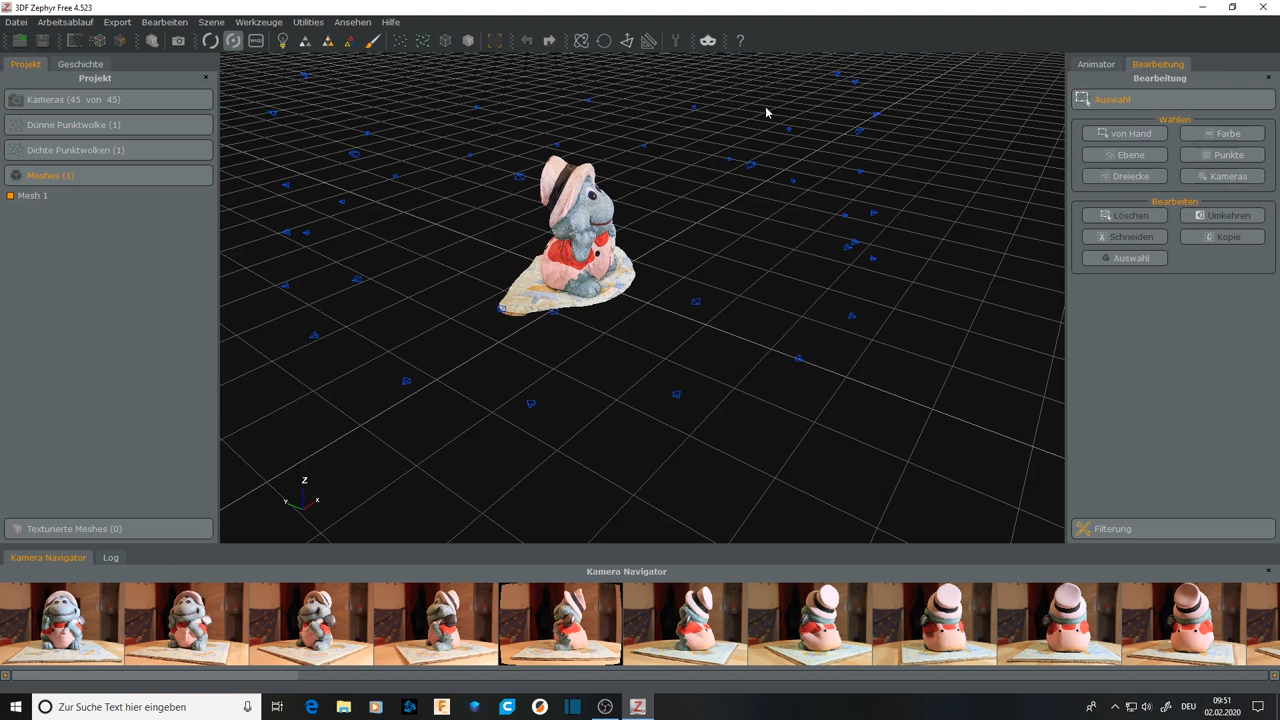 3DF Zephyr Free 4.523
Datei Arbeitsablauf Export Bearbeiten Szene Werkzeuge Utilities Ansehen Hilfe
Projekt Geschichte
Projekt
Kameras (45 von 45)
Dünne Punktwolke (1)
Dichte Punktwolken (1)
Meshes (1)
Mesh 1
Texturierte Meshes (0)
Z
Y
X
Animator Bearbeitung
Bearbeitung
Auswahl
Wählen
von Hand Farbe
Ebene Punkte
Dreiecke Kameras
Bearbeiten
Löschen Umkehren
Schneiden Kopie
Auswahl
Filterung
Kamera Navigator Log
Kamera Navigator
Zur Suche Text hier eingeben
DEU
09:51
02.02.2020